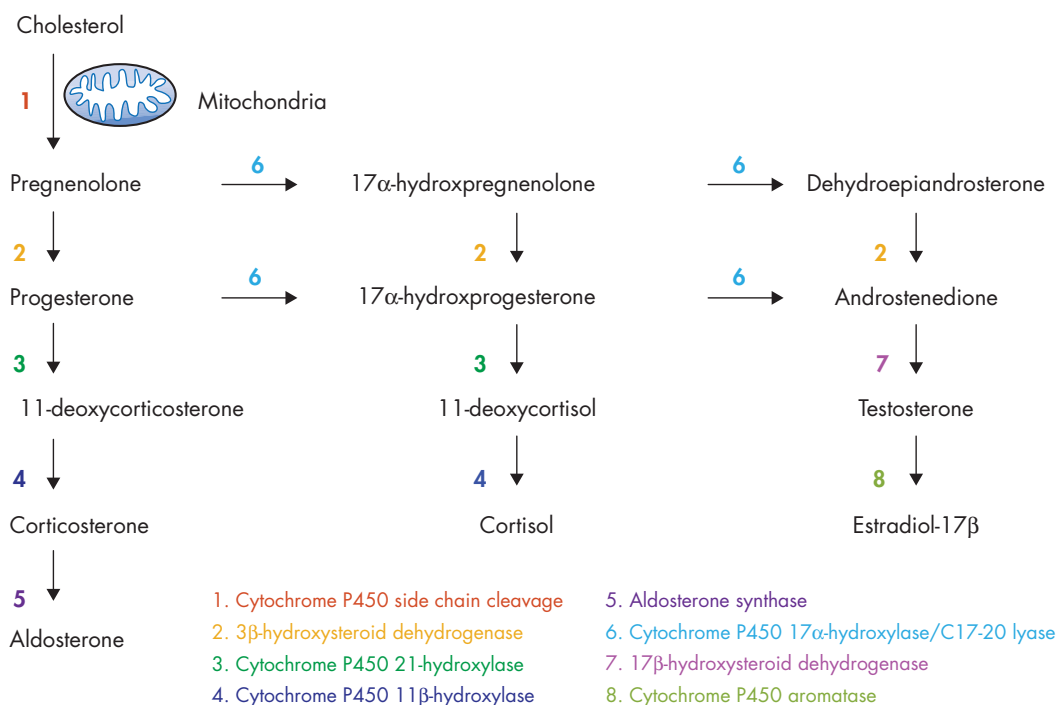 Cholesterol
1 Mitochondria
6 6
Pregnenolone 17α-hydroxpregnenolone Dehydroepiandrosterone
2 2 2
6 6
Progesterone 17α-hydroxprogesterone Androstenedione
3 3 7
11-deoxycorticosterone 11-deoxycortisol Testosterone
4 4 8
Corticosterone Cortisol Estradiol-17β
5
Aldosterone
1. Cytochrome P450 side chain cleavage
2. 3β-hydroxysteroid dehydrogenase
3. Cytochrome P450 21-hydroxylase
4. Cytochrome P450 11β-hydroxylase
5. Aldosterone synthase
6. Cytochrome P450 17α-hydroxylase/C17-20 lyase
7. 17β-hydroxysteroid dehydrogenase
8. Cytochrome P450 aromatase